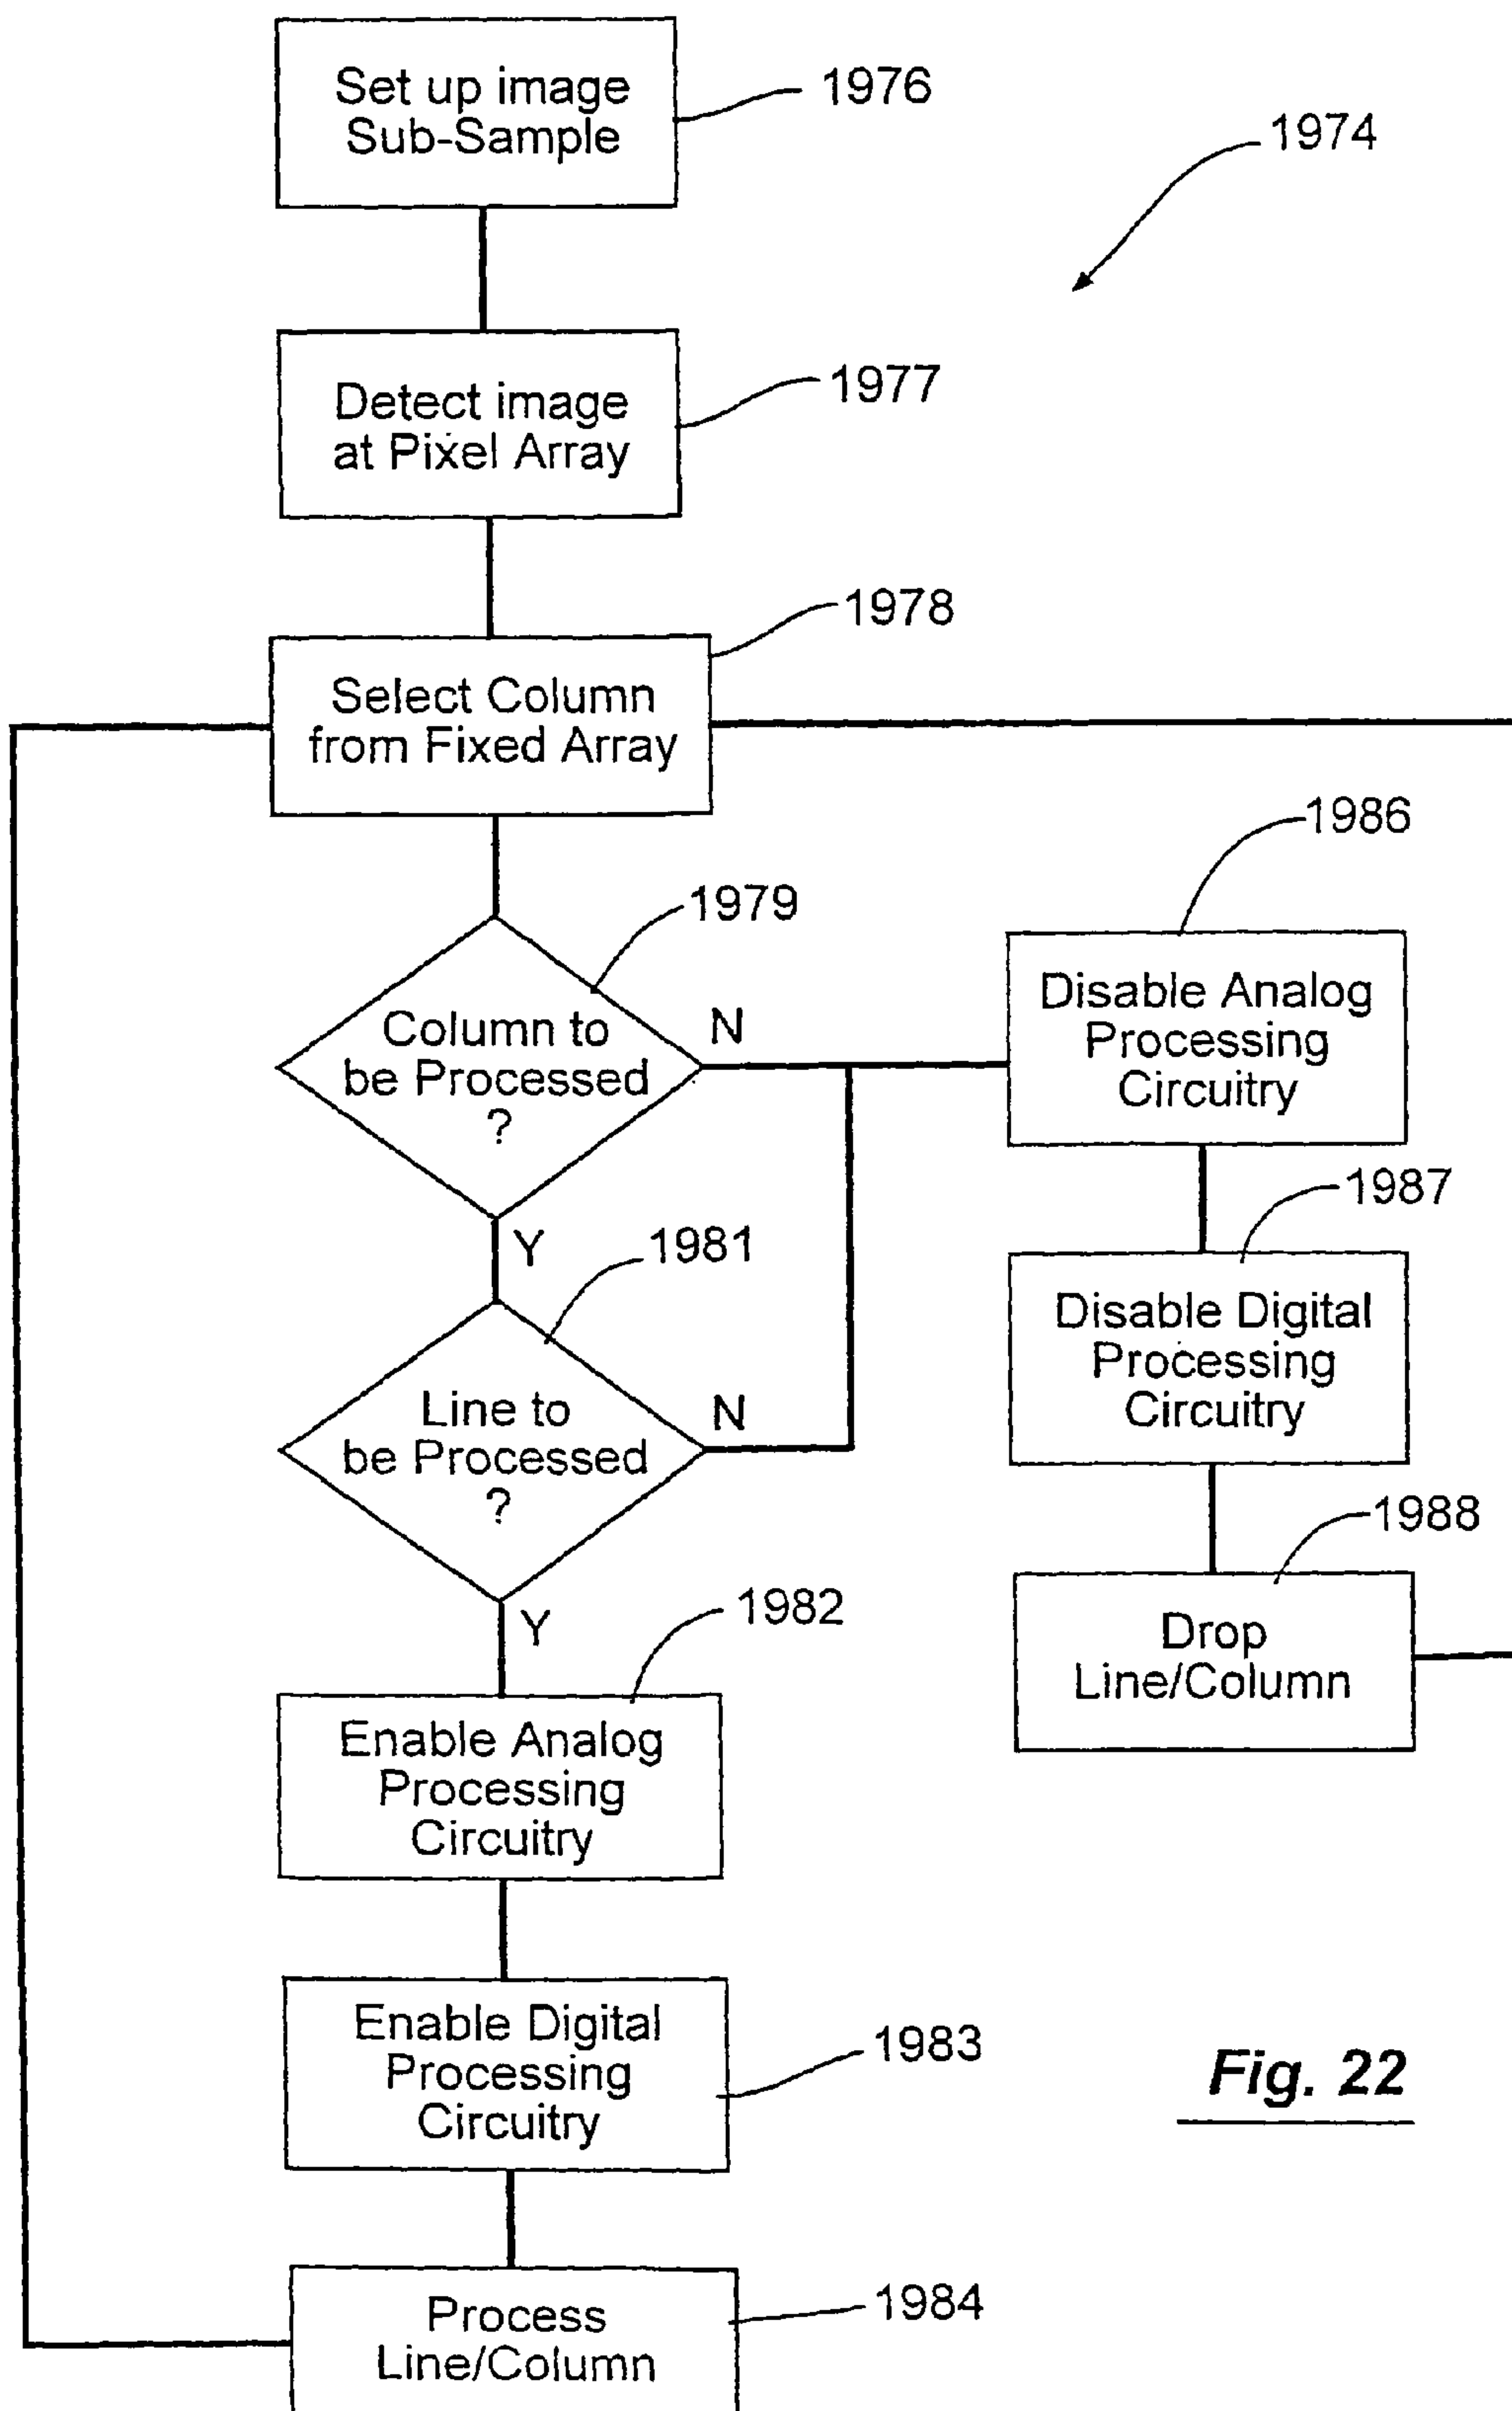 Set up image
Sub-Sample
1976
1974
Detect image
at Pixel Array
1977
Select Column
from Fixed Array
1978
Column to
be Processed
?
1979
N
Y
Disable Analog
Processing
Circuitry
1986
Line to
be Processed
?
1981
N
Y
Disable Digital
Processing
Circuitry
1987
Drop
Line/Column
1988
Enable Analog
Processing
Circuitry
1982
Enable Digital
Processing
Circuitry
1983
Process
Line/Column
1984
Fig. 22